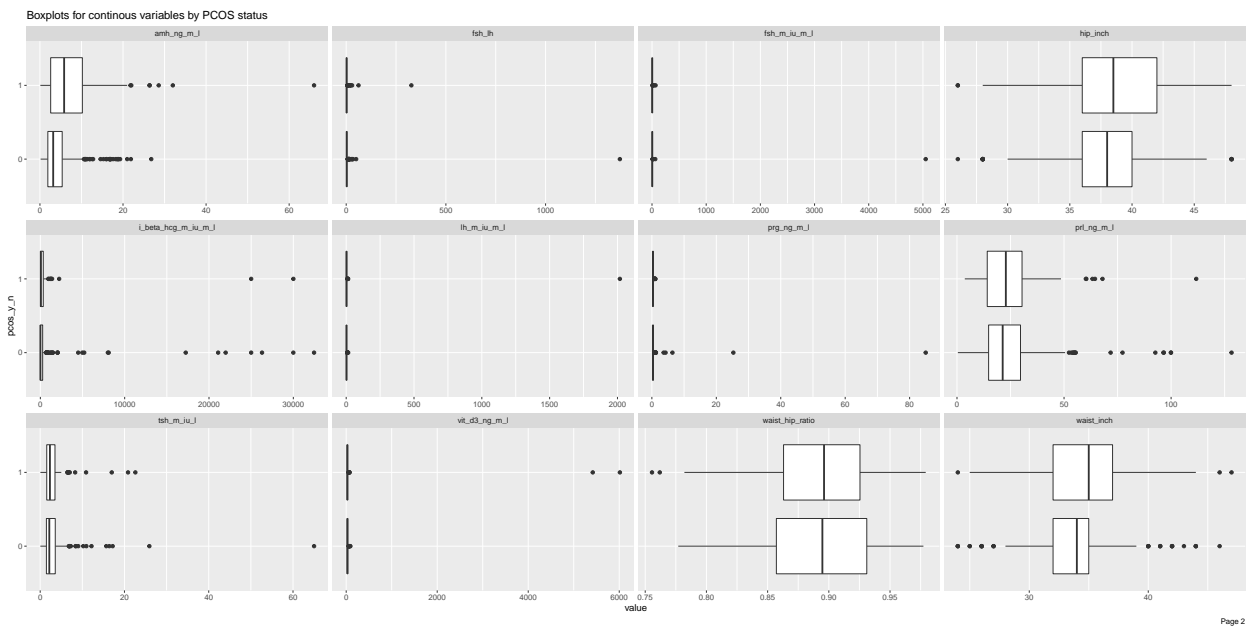 Boxplots for continous variables by PCOS status
amh_ng_m_l
fsh_lh
fsh_m_iu_m_l
hip_inch
1
0
0 20 40 60
0 500 1000
0 1000 2000 3000 4000 5000
25 30 35 40 45
i_beta_hcg_m_iu_m_l
lh_m_iu_m_l
prg_ng_m_l
prl_ng_m_l
1
0
0 10000 20000 30000
0 500 1000 1500 2000
0 20 40 60 80
0 50 100
pcos_y_n
tsh_m_iu_l
vit_d3_ng_m_l
waist_hip_ratio
waist_inch
1
0
0 20 40 60
0 2000 4000 6000
0.75 0.80 0.85 0.90 0.95
30 40
value
Page 2